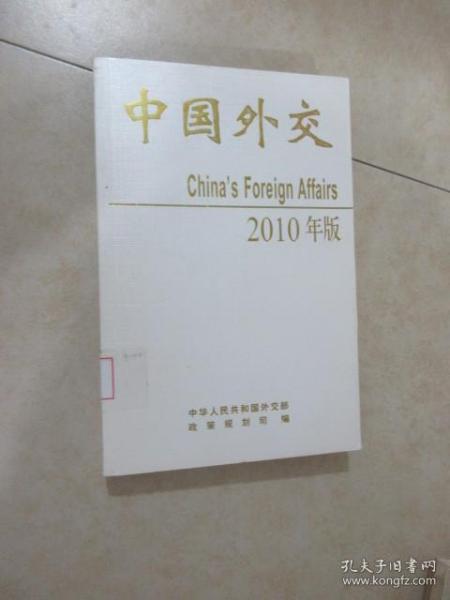 中国外交
China's Foreign Affairs
2010年版
中华人民共和国外交部
政策规划司 编
孔夫子旧书网
www.kongfz.com